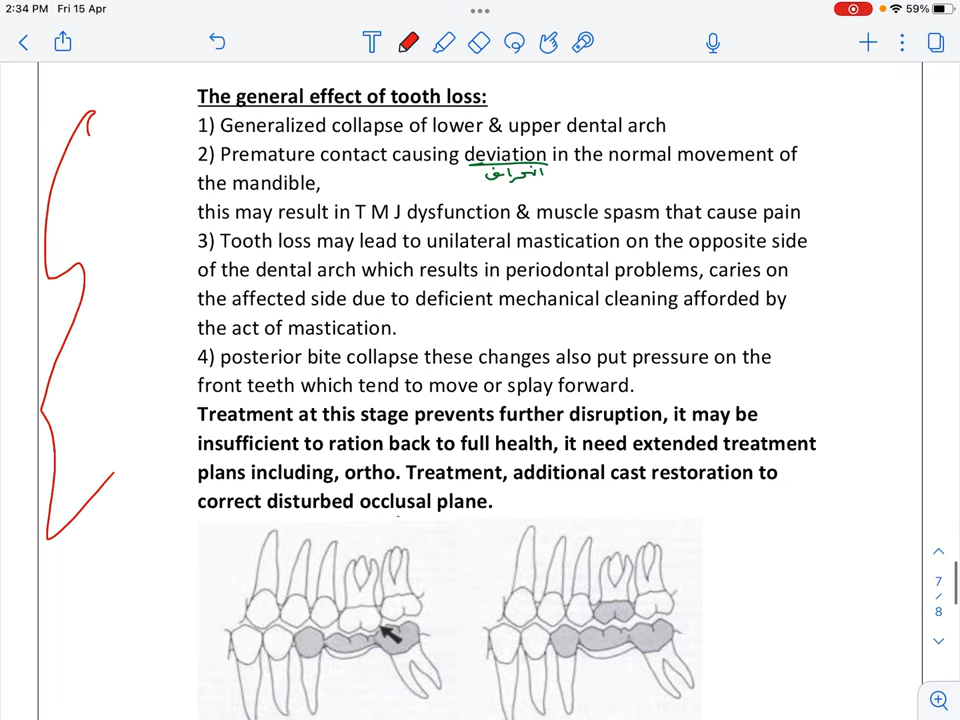 2:34 PM Fri 15 Apr
59%
The general effect of tooth loss:
1) Generalized collapse of lower & upper dental arch
2) Premature contact causing deviation in the normal movement of
انحراف
the mandible,
this may result in T M J dysfunction & muscle spasm that cause pain
3) Tooth loss may lead to unilateral mastication on the opposite side
of the dental arch which results in periodontal problems, caries on
the affected side due to deficient mechanical cleaning afforded by
the act of mastication.
4) posterior bite collapse these changes also put pressure on the
front teeth which tend to move or splay forward.
Treatment at this stage prevents further disruption, it may be
insufficient to ration back to full health, it need extended treatment
plans including, ortho. Treatment, additional cast restoration to
correct disturbed occlusal plane.
7
/
8